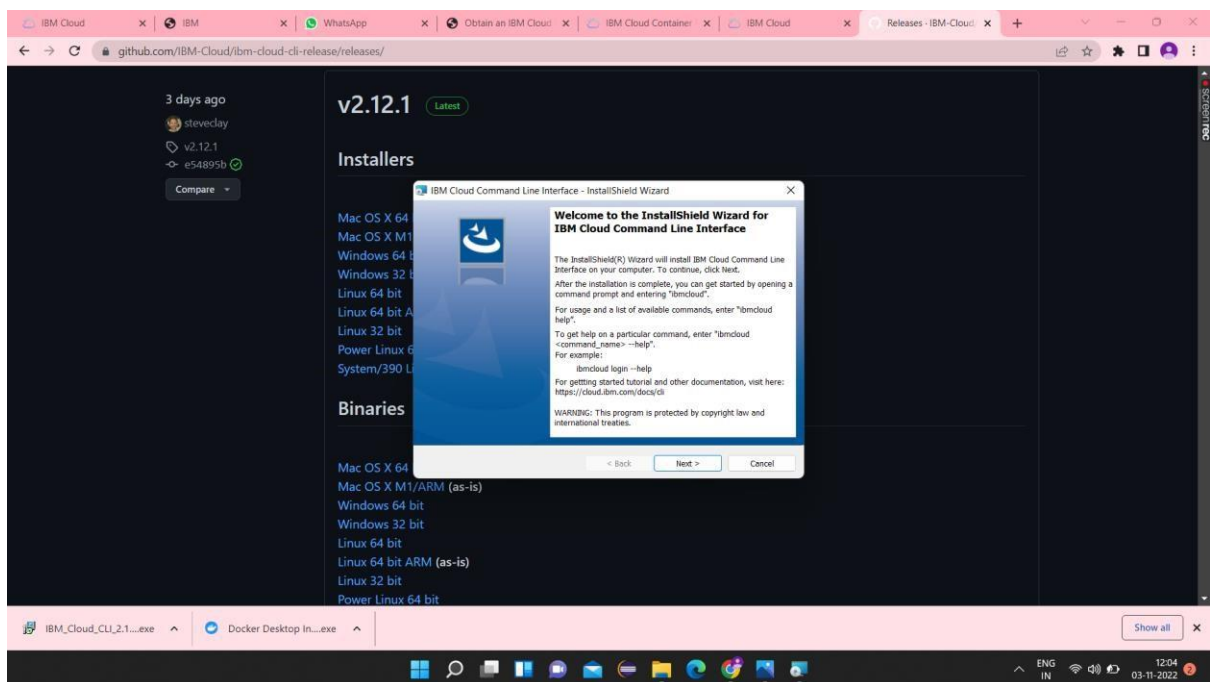 IBM Cloud
IBM
WhatsApp
Obtain an IBM Cloud
IBM Cloud Container
IBM Cloud
Releases · IBM-Cloud
github.com/IBM-Cloud/ibm-cloud-cli-release/releases/
screenrec
3 days ago
steveclay
v2.12.1
e54895b
Compare
v2.12.1 Latest
Installers
Mac OS X 64
Mac OS X M1
Windows 64 b
Windows 32 b
Linux 64 bit
Linux 64 bit A
Linux 32 bit
Power Linux 6
System/390 Li
IBM Cloud Command Line Interface - InstallShield Wizard
Welcome to the InstallShield Wizard for
IBM Cloud Command Line Interface
The InstallShield(R) Wizard will install IBM Cloud Command Line
Interface on your computer. To continue, click Next.
After the installation is complete, you can get started by opening a
command prompt and entering "ibmcloud".
For usage and a list of available commands, enter "ibmcloud
help".
To get help on a particular command, enter "ibmcloud
<command_name> --help".
For example:
ibmcloud login --help
For gettting started tutorial and other documentation, visit here:
https://cloud.ibm.com/docs/cli
WARNING: This program is protected by copyright law and
international treaties.
< Back
Next >
Cancel
Binaries
Mac OS X 64
Mac OS X M1/ARM (as-is)
Windows 64 bit
Windows 32 bit
Linux 64 bit
Linux 64 bit ARM (as-is)
Linux 32 bit
Power Linux 64 bit
IBM_Cloud_CLI_2.1....exe
Docker Desktop In....exe
Show all
ENG
IN
12:04
03-11-2022
2